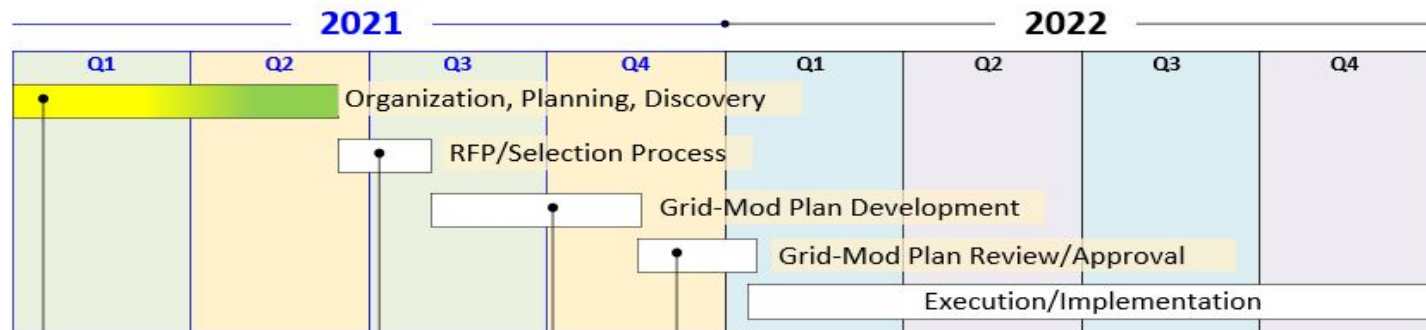 2021 2022
Q1 Q2 Q3 Q4 Q1 Q2 Q3 Q4
Organization, Planning, Discovery
RFP/Selection Process
Grid-Mod Plan Development
Grid-Mod Plan Review/Approval
Execution/Implementation